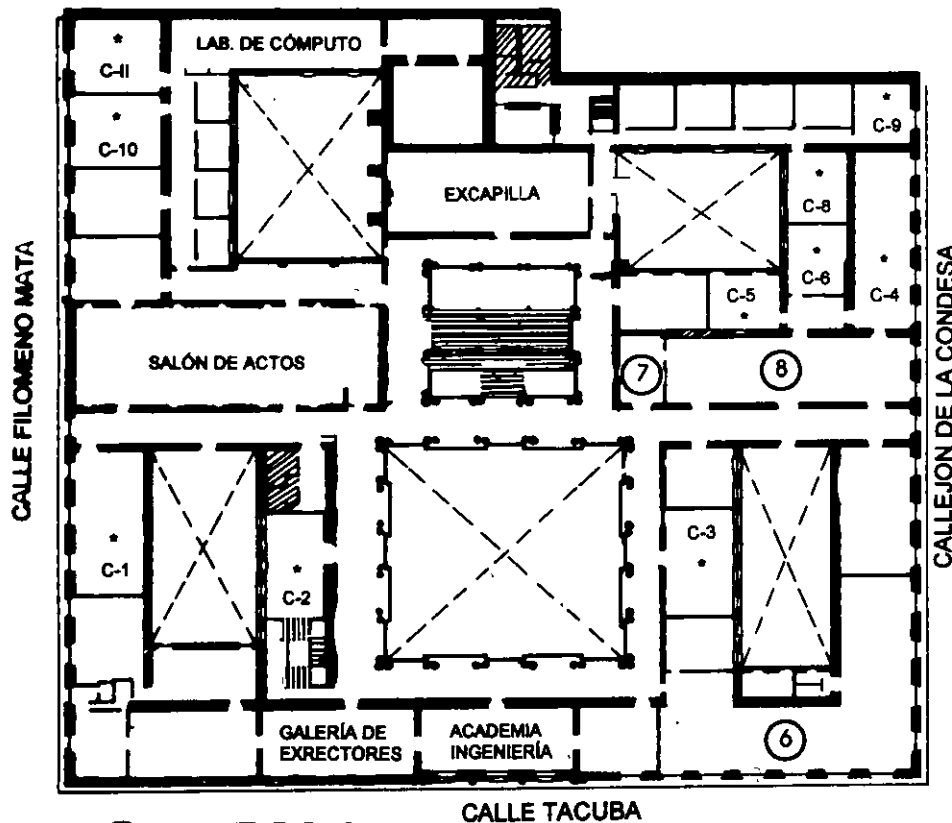 LAB. DE CÓMPUTO
C-11
C-10
C-9
EXCAPILLA
C-8
C-6
C-5
C-4
CALLE FILOMENO MATA
CALLEJON DE LA CONDESA
SALÓN DE ACTOS
7
8
C-1
C-2
C-3
GALERÍA DE
EXRECTORES
ACADEMIA
INGENIERÍA
6
CALLE TACUBA